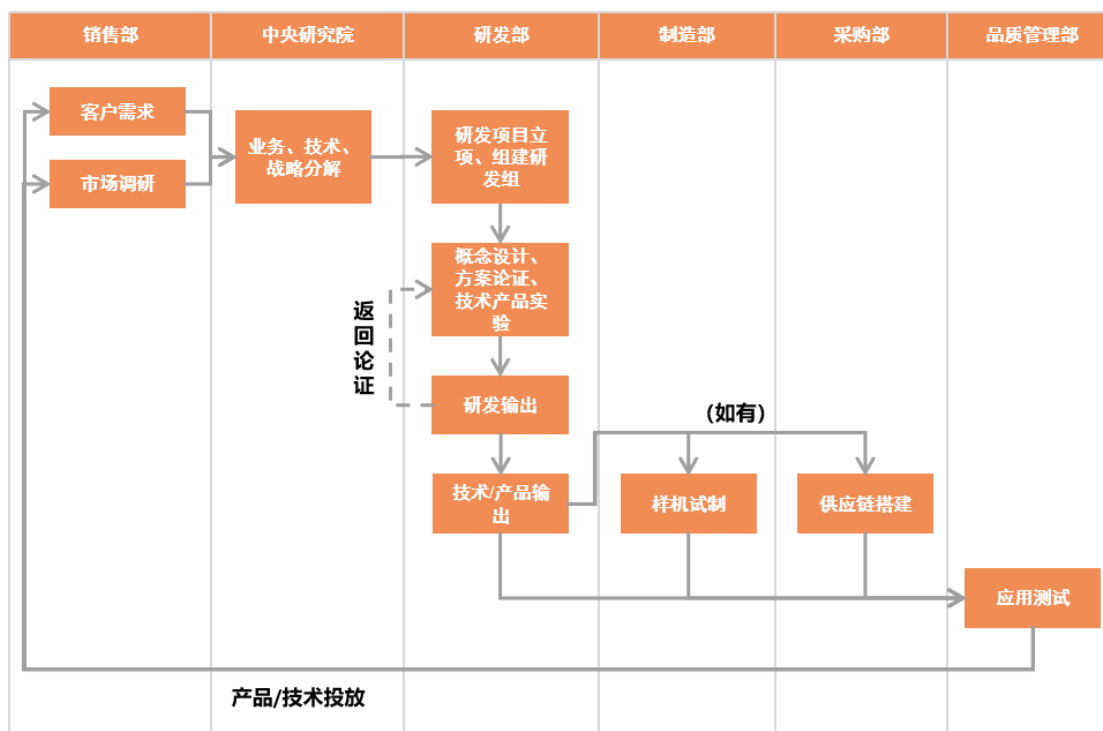 销售部
中央研究院
研发部
制造部
采购部
品质管理部
客户需求
市场调研
业务、技术、
战略分解
研发项目立
项、组建研
发组
概念设计、
方案论证、
技术产品实
验
返
回
论
证
研发输出
(如有)
技术/产品输
出
样机试制
供应链搭建
应用测试
产品/技术投放